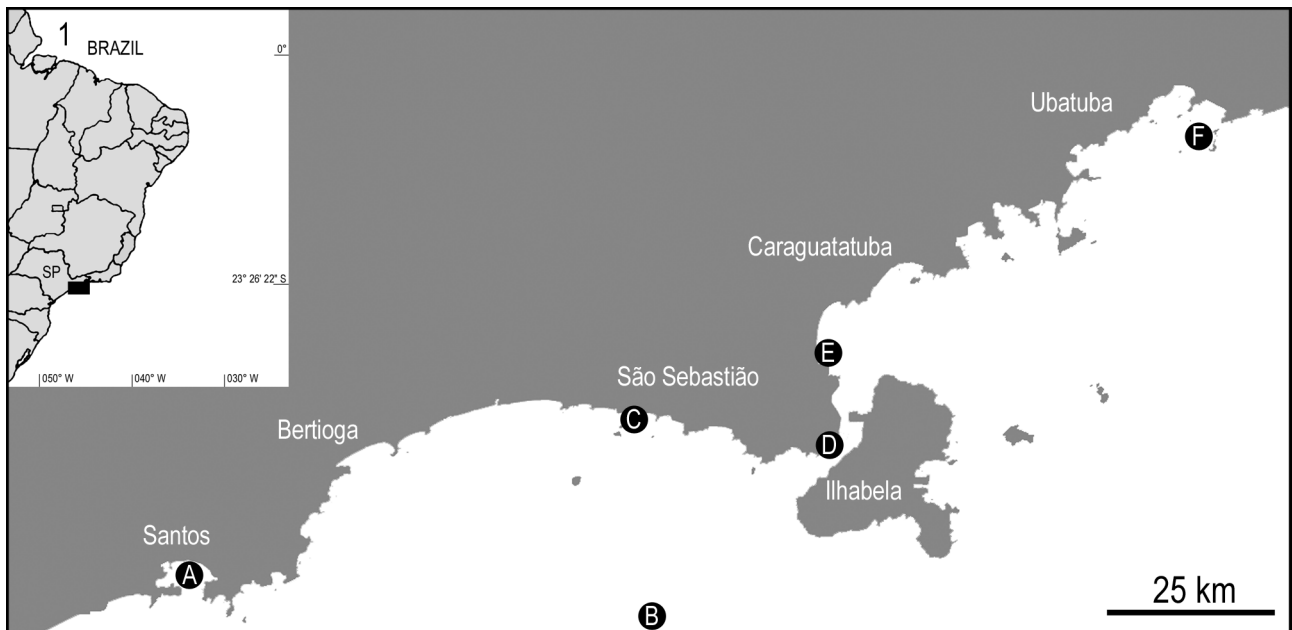 1
BRAZIL
0°
SP
23° 26' 22" S
050° W
040° W
030° W
Ubatuba
F
Caraguatatuba
E
São Sebastião
C
Bertioga
D
Ilhabela
Santos
A
B
25 km